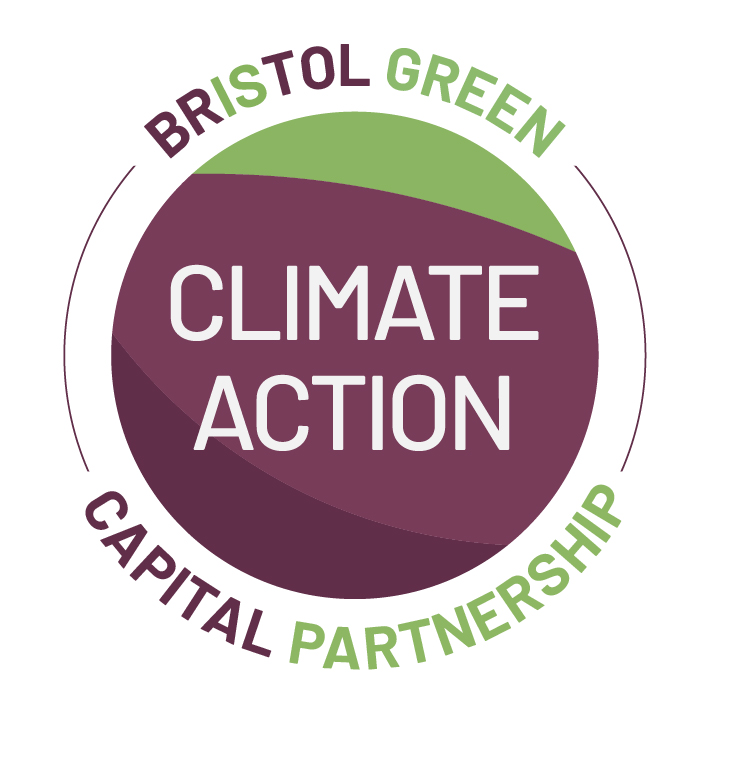 BRISTOL GREEN
CLIMATE
ACTION
CAPITAL PARTNERSHIP